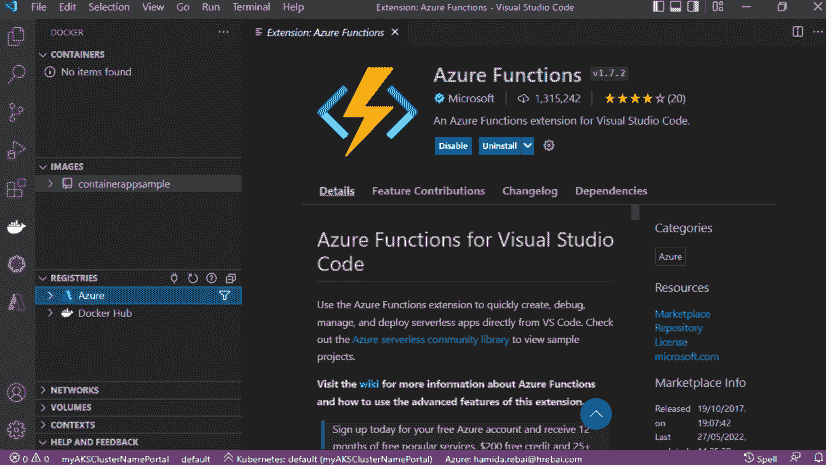 File Edit Selection View Go Run Terminal Help Extension: Azure Functions - Visual Studio Code
DOCKER
CONTAINERS
No items found
IMAGES
containerappsample
REGISTRIES
Azure
Docker Hub
NETWORKS
VOLUMES
CONTEXTS
HELP AND FEEDBACK
Extension: Azure Functions
Azure Functions v1.7.2
Microsoft 1,315,242 (20)
An Azure Functions extension for Visual Studio Code.
Disable Uninstall
Details Feature Contributions Changelog Dependencies
Azure Functions for Visual Studio
Code
Use the Azure Functions extension to quickly create, debug,
manage, and deploy serverless apps directly from VS Code. Check
out the Azure serverless community library to view sample
projects.
Visit the wiki for more information about Azure Functions
and how to use the advanced features of this extension.
Sign up today for your free Azure account and receive 12
months of free popular services, $200 free credit and 25+
Categories
Azure
Resources
Marketplace
Repository
License
microsoft.com
Marketplace Info
Released 19/10/2017,
on 19:07:42
Last 27/05/2022,
0 0 myAKSClusterNamePortal default Kubernetes: default (myAKSClusterNamePortal) Azure: hamida.rebai@hrebai.com Spell